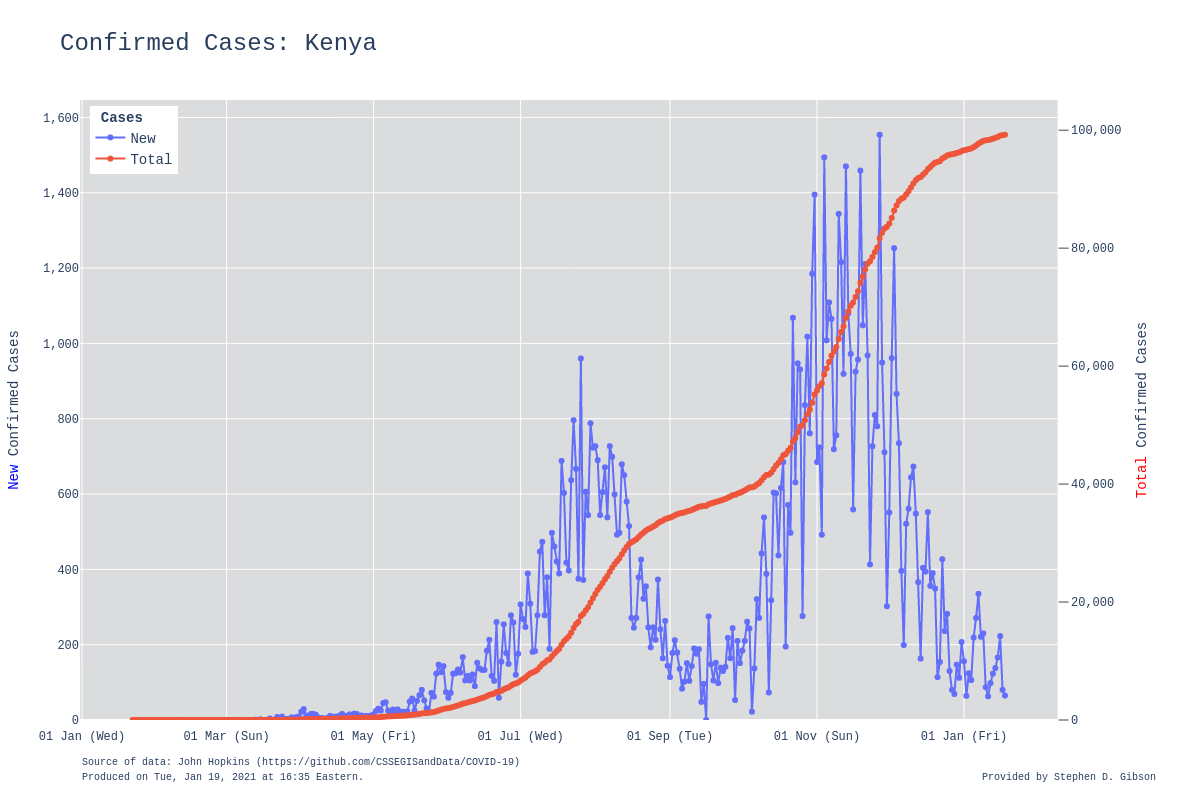 Confirmed Cases: Kenya
Cases
New
Total
1,600
1,400
1,200
1,000
800
600
400
200
0
100,000
80,000
60,000
40,000
20,000
0
New Confirmed Cases
Total Confirmed Cases
01 Jan (Wed)
01 Mar (Sun)
01 May (Fri)
01 Jul (Wed)
01 Sep (Tue)
01 Nov (Sun)
01 Jan (Fri)
Source of data: John Hopkins (https://github.com/CSSEGISandData/COVID-19)
Produced on Tue, Jan 19, 2021 at 16:35 Eastern.
Provided by Stephen D. Gibson